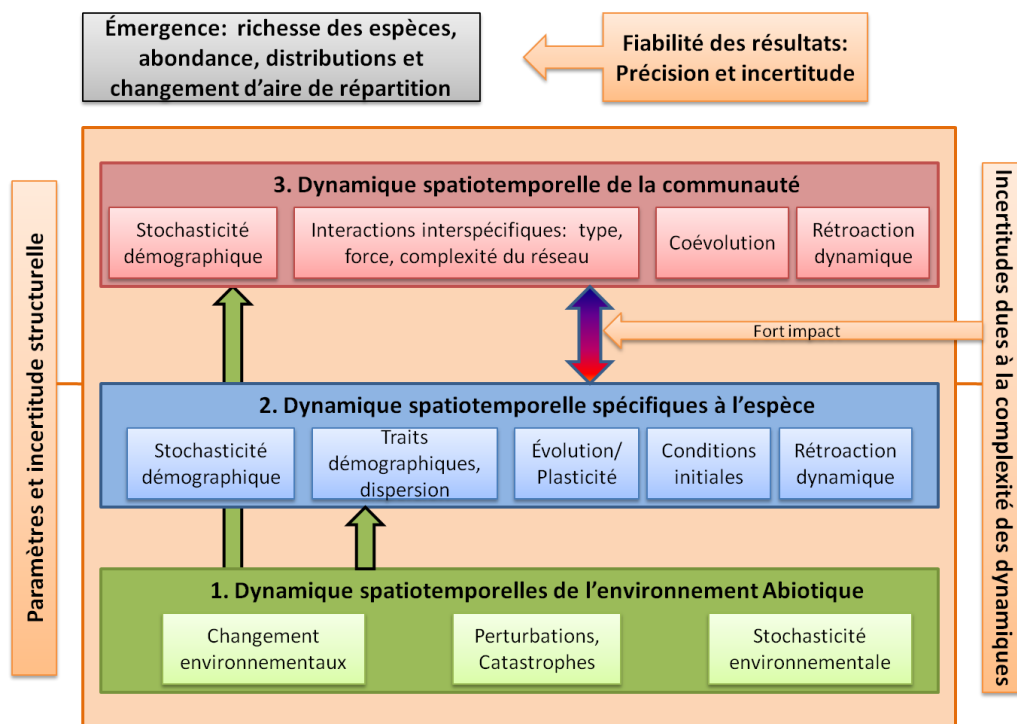 Émergence: richesse des espèces,
abondance, distributions et
changement d'aire de répartition
Fiabilité des résultats:
Précision et incertitude
Paramètres et incertitude structurelle
3. Dynamique spatiotemporelle de la communauté
Stochasticité
démographique
Interactions interspécifiques: type,
force, complexité du réseau
Coévolution
Rétroaction
dynamique
Fort impact
2. Dynamique spatiotemporelle spécifiques à l'espèce
Stochasticité
démographique
Traits
démographiques,
dispersion
Évolution/
Plasticité
Conditions
initiales
Rétroaction
dynamique
1. Dynamique spatiotemporelles de l'environnement Abiotique
Changement
environnementaux
Perturbations,
Catastrophes
Stochasticité
environnementale
Incertitudes dues à la complexité des dynamiques